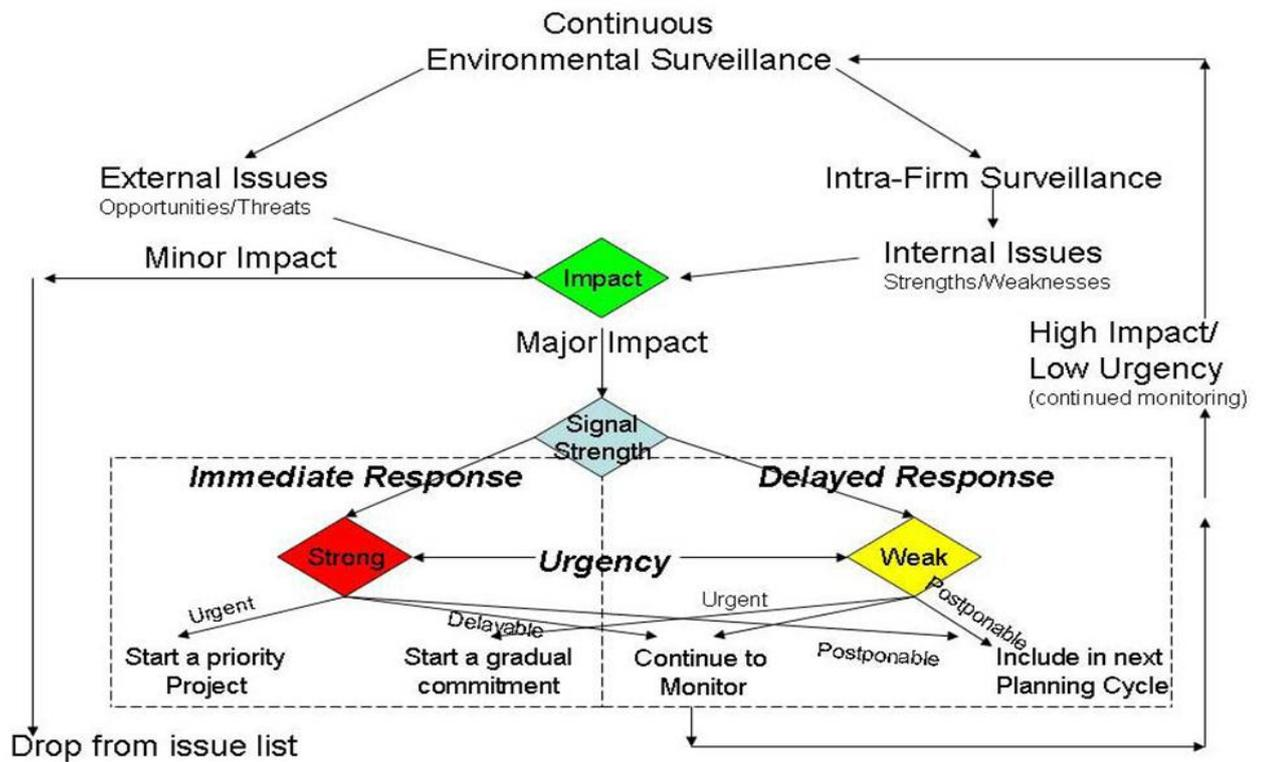 Continuous
Environmental Surveillance
External Issues
Opportunities/Threats
Intra-Firm Surveillance
Minor Impact
Impact
Internal Issues
Strengths/Weaknesses
Major Impact
High Impact/
Low Urgency
(continued monitoring)
Signal
Strength
Immediate Response
Delayed Response
Strong
Urgency
Weak
Urgent
Delayable
Urgent
Postponable
Postponable
Start a priority
Project
Start a gradual
commitment
Continue to
Monitor
Include in next
Planning Cycle
Drop from issue list